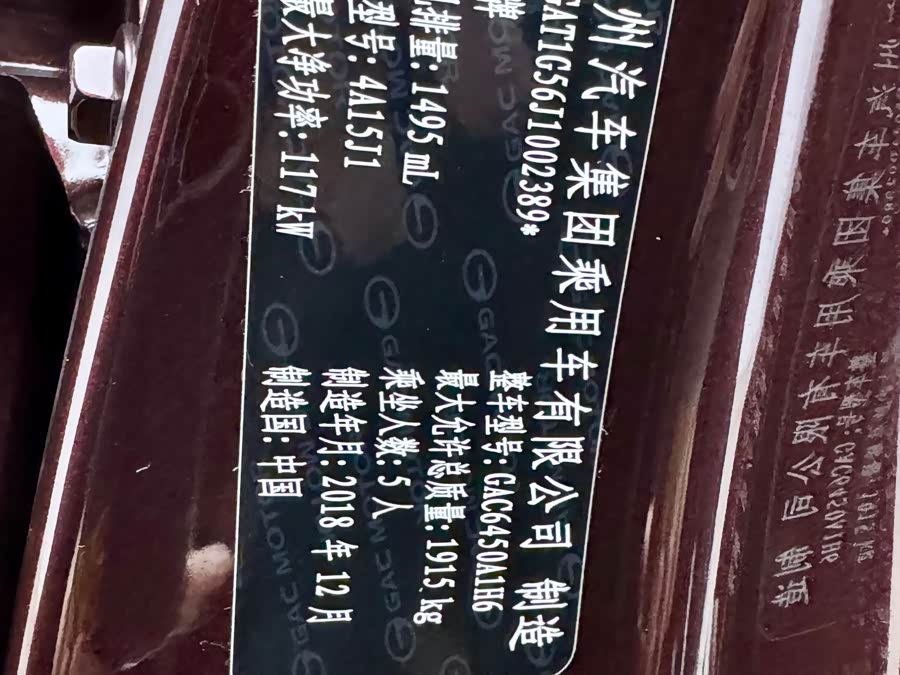 州汽车集团乘用车有限公司 制造
牌
GAT1G56J1002389*
整车型号:GAC6450A1H6
排量:1495 mL
最大允许总质量:1915 kg
型号:4A15J1
乘坐人数:5 人
最大净功率:117kW
制造年月:2018 年 12 月
制造国:中国